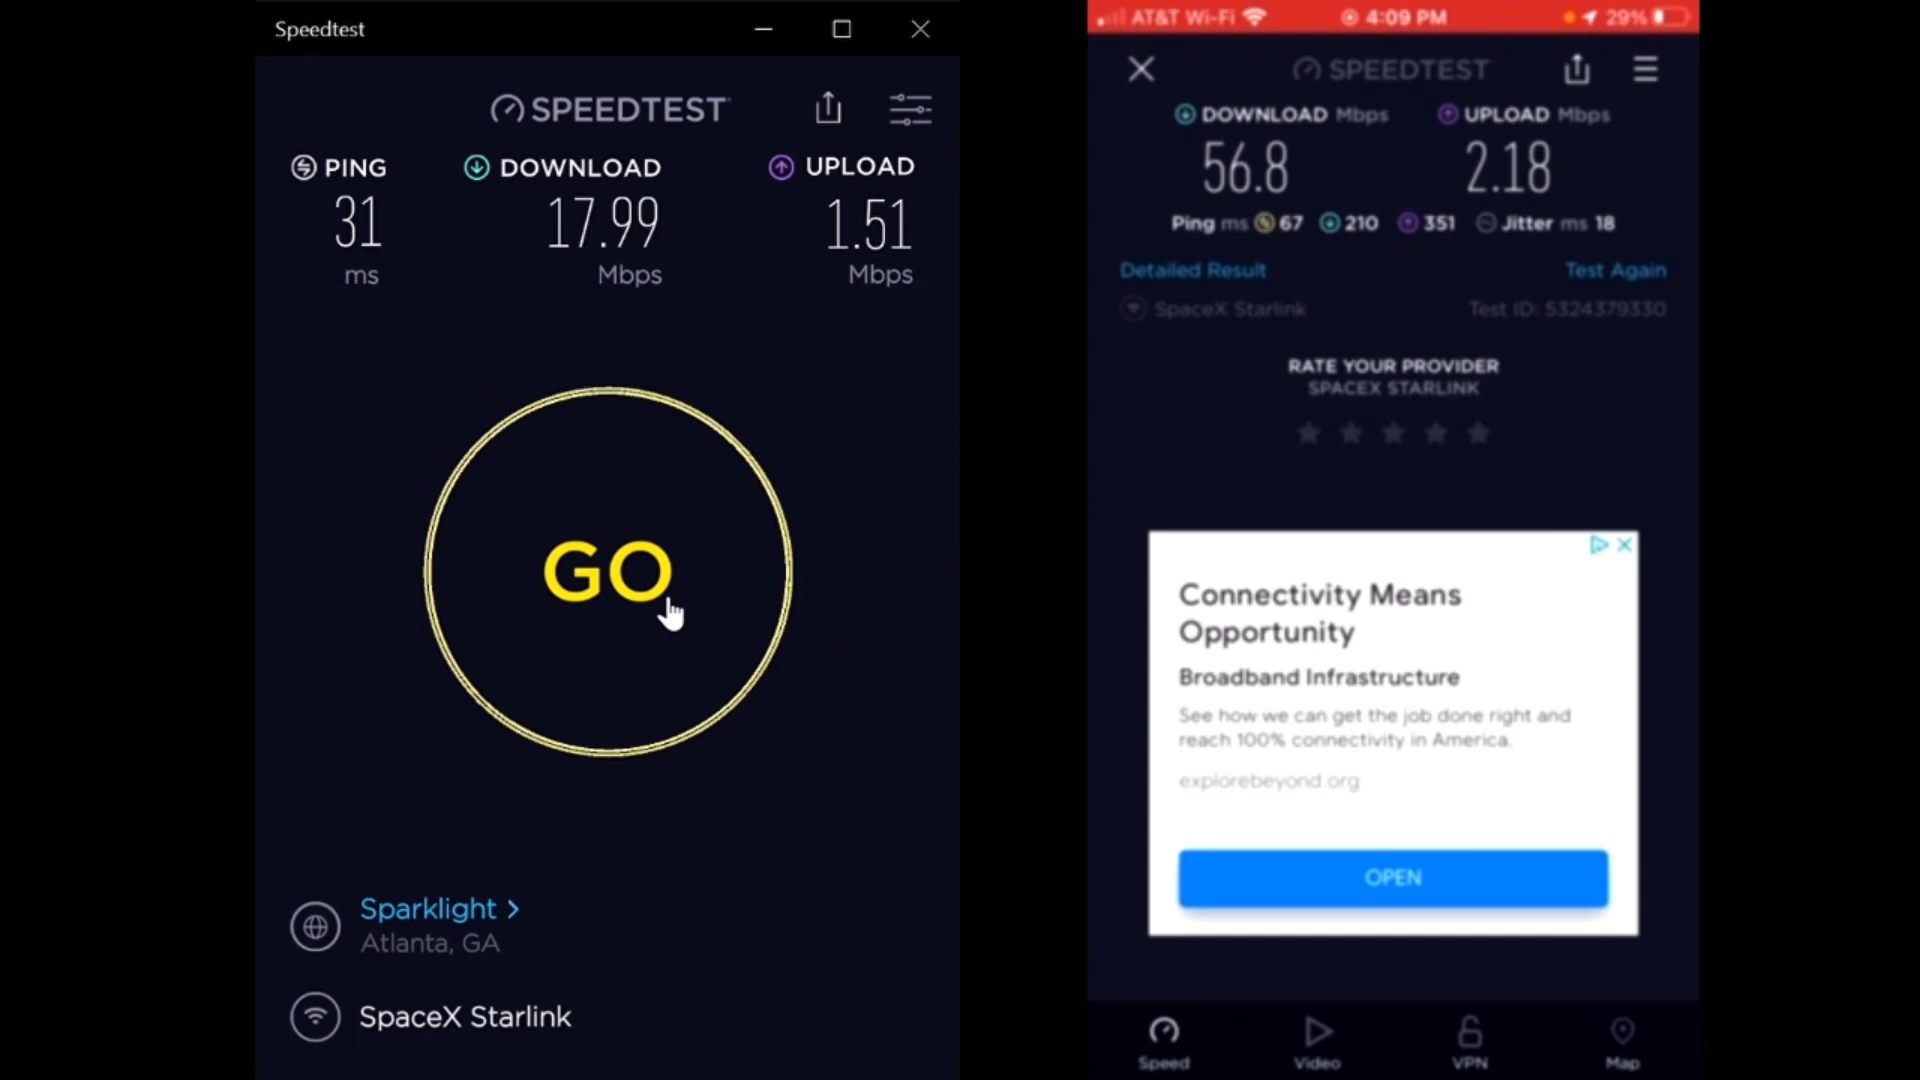 Speedtest
SPEEDTEST
PING
DOWNLOAD
UPLOAD
31
17.99
1.51
ms
Mbps
Mbps
GO
Sparklight
Atlanta, GA
SpaceX Starlink
AT&T Wi-Fi
4:09 PM
29%
SPEEDTEST
DOWNLOAD Mbps
UPLOAD Mbps
56.8
2.18
Ping ms 67 210 351 Jitter ms 18
Detailed Result
Test Again
SpaceX Starlink
Test ID: 5324379330
RATE YOUR PROVIDER
SPACEX STARLINK
Connectivity Means
Opportunity
Broadband Infrastructure
See how we can get the job done right and
reach 100% connectivity in America.
explorebeyond.org
OPEN
Speed
Video
VPN
Map